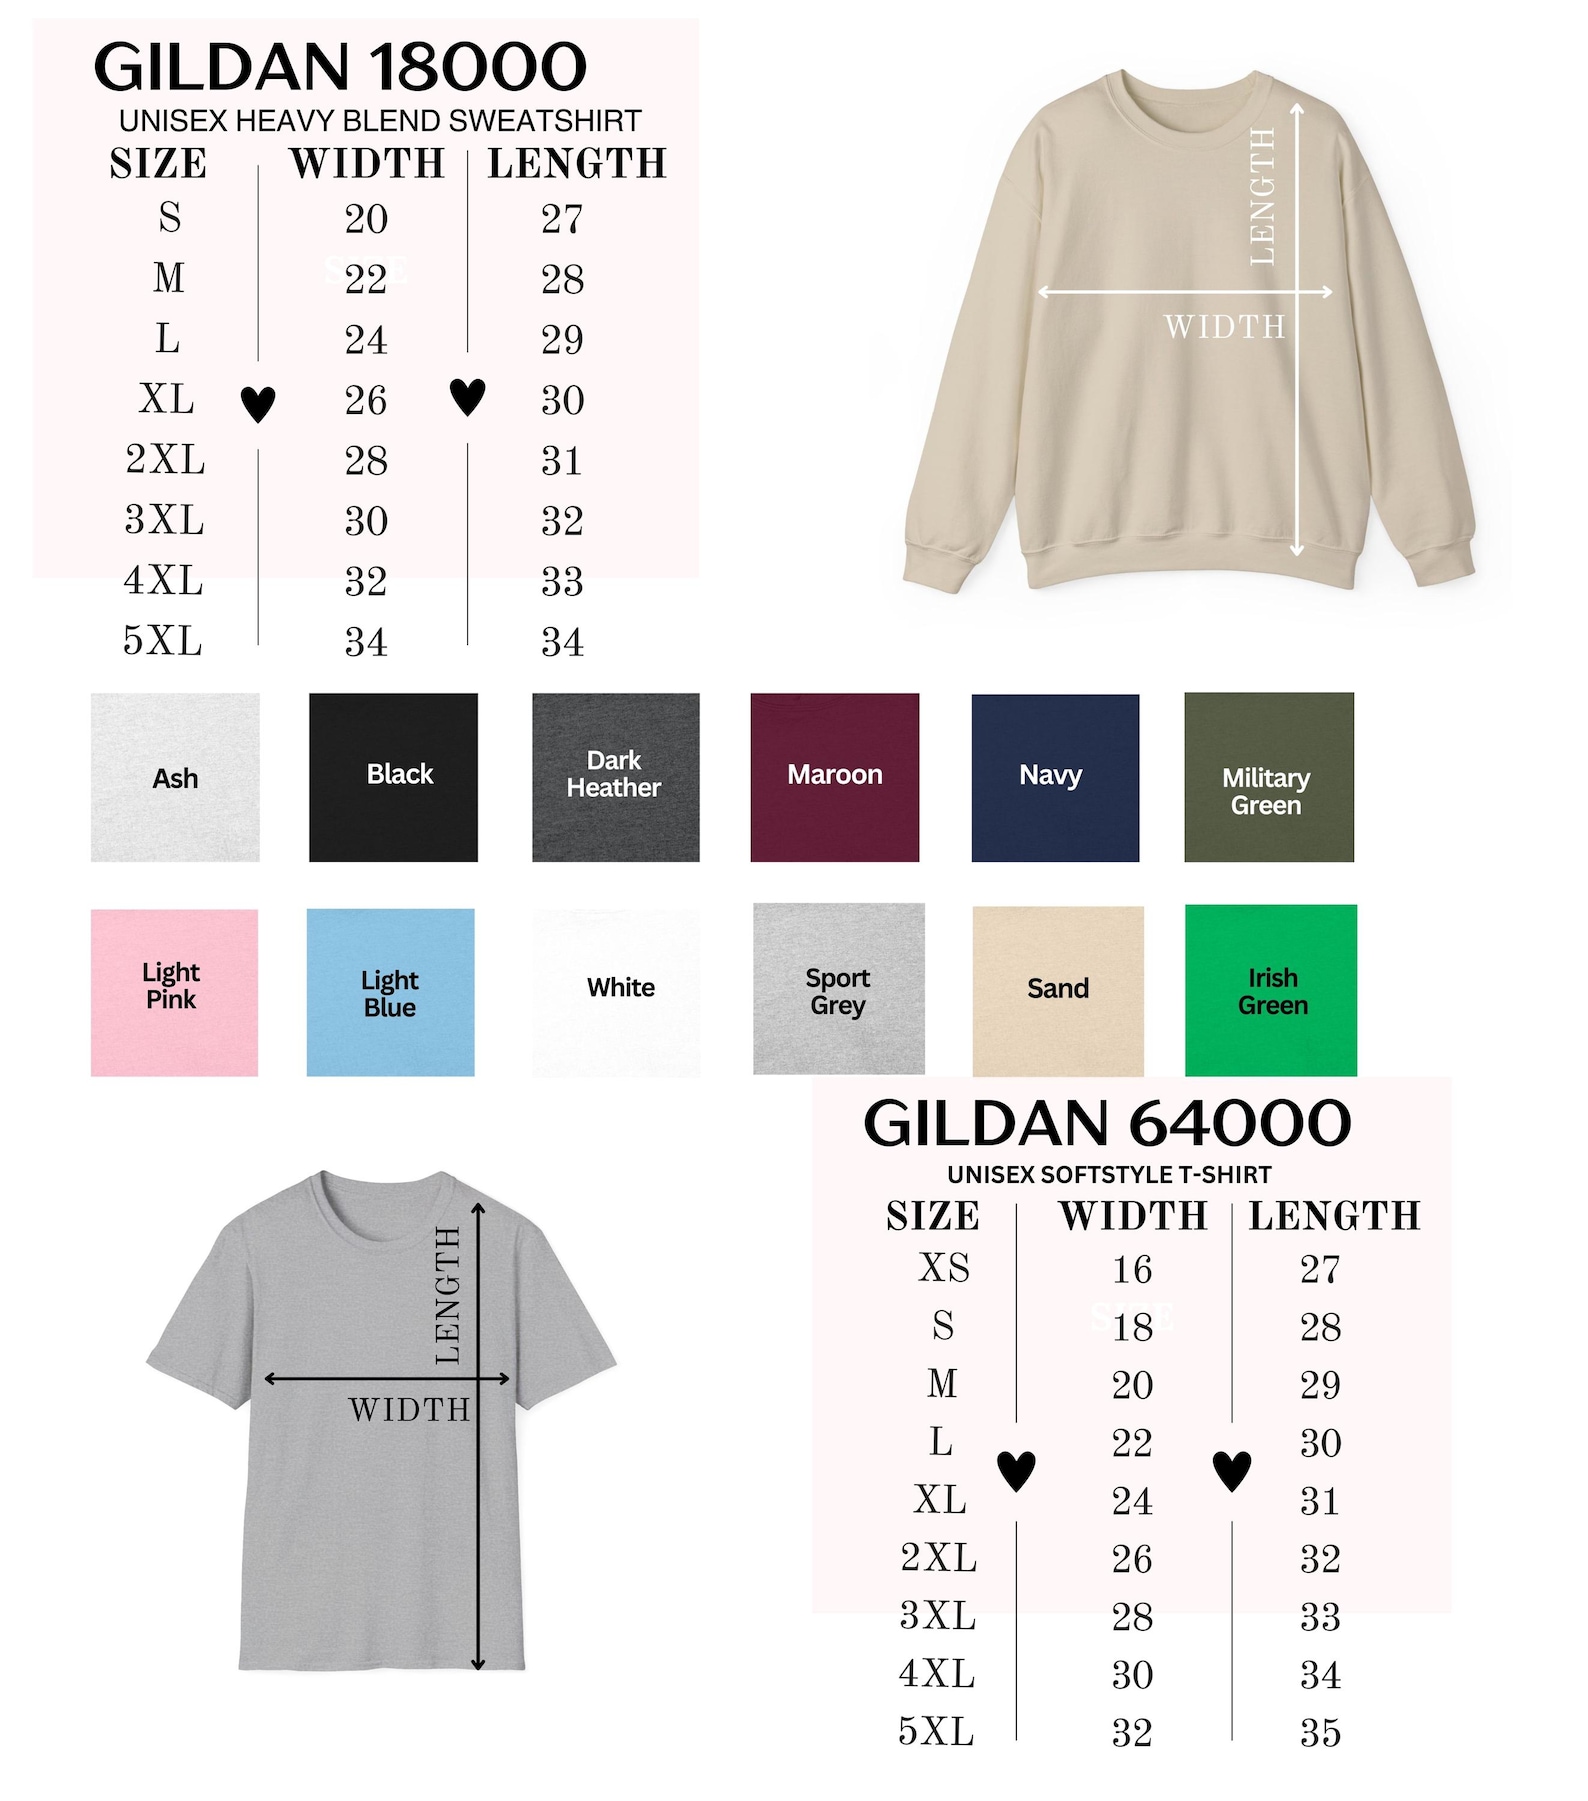 GILDAN 18000
UNISEX HEAVY BLEND SWEATSHIRT
SIZE WIDTH LENGTH
S 20 27
SIZE
M 22 28
L 24 29
XL 26 30
2XL 28 31
3XL 30 32
4XL 32 33
5XL 34 34
LENGTH
WIDTH
Ash
Black
Dark
Heather
Maroon
Navy
Military
Green
Light
Pink
Light
Blue
White
Sport
Grey
Sand
Irish
Green
LENGTH
WIDTH
GILDAN 64000
UNISEX SOFTSTYLE T-SHIRT
SIZE WIDTH LENGTH
XS 16 27
SIZE
S 18 28
M 20 29
L 22 30
XL 24 31
2XL 26 32
3XL 28 33
4XL 30 34
5XL 32 35